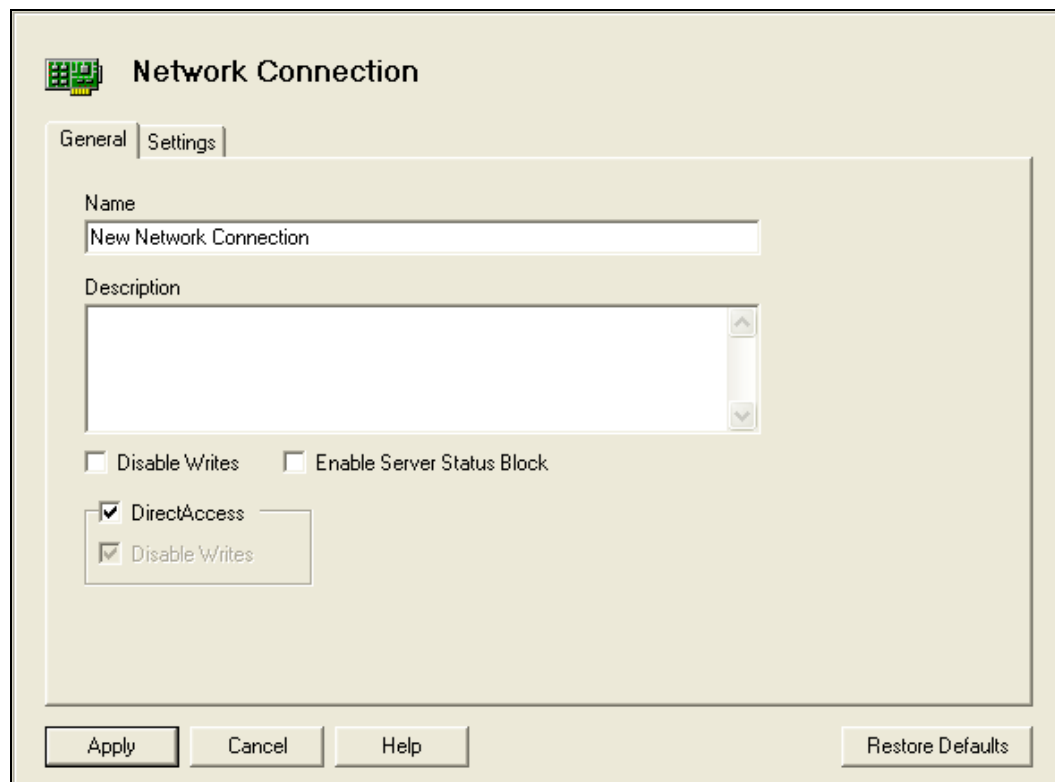 Network Connection
General Settings
Name
New Network Connection
Description
Disable Writes Enable Server Status Block
DirectAccess
Disable Writes
Apply Cancel Help Restore Defaults